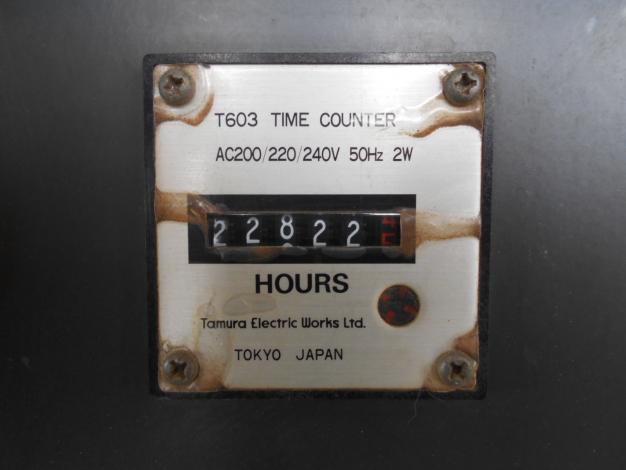 T603 TIME COUNTER
AC200/220/240V 50Hz 2W
22822
HOURS
Tamura Electric Works Ltd.
TOKYO JAPAN